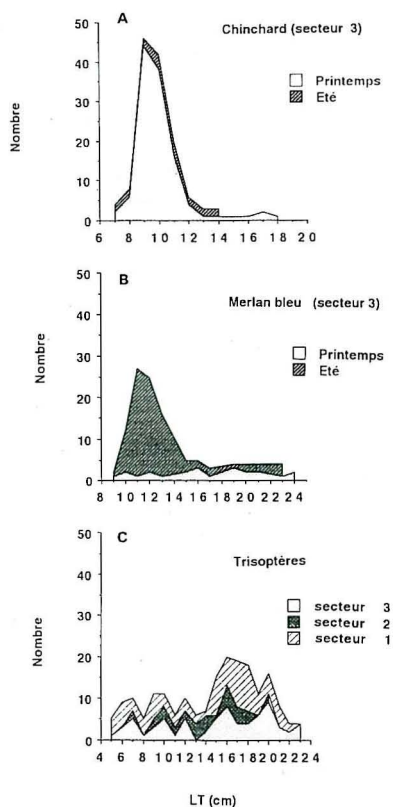 A
Chinchard (secteur 3)
Printemps
Eté
Nombre
50
40
30
20
10
0
6 8 10 12 14 16 18 20
B
Merlan bleu (secteur 3)
Printemps
Eté
Nombre
50
40
30
20
10
0
8 10 12 14 16 18 20 22 24
C
Trisoptères
secteur 3
secteur 2
secteur 1
Nombre
50
40
30
20
10
0
4 6 8 10 12 14 16 18 20 22 24
LT (cm)